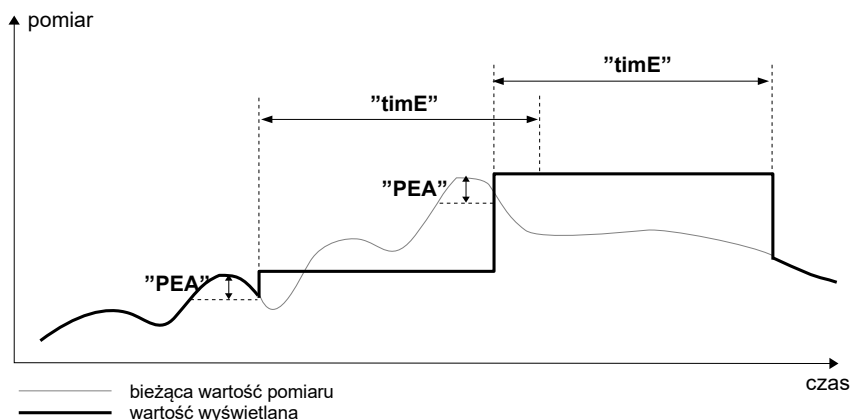 pomiar
”timE”
”timE”
”PEA”
”PEA”
czas
bieżąca wartość pomiaru
wartość wyświetlana